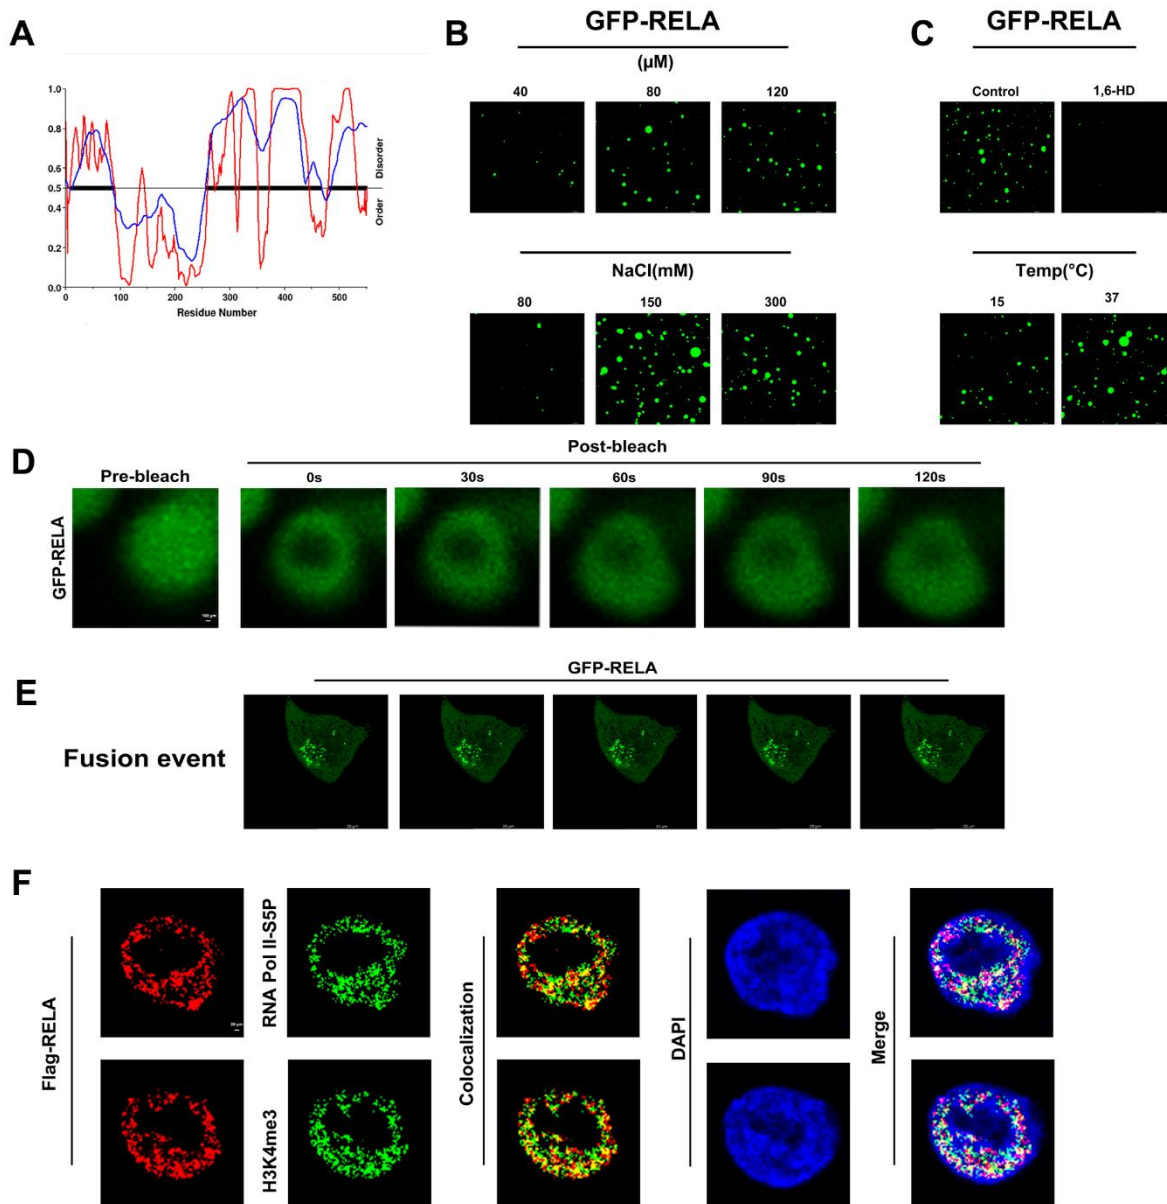 A
1.0
0.8
0.6
0.5
0.4
0.2
0.0
Disorder
Order
0
100
200
300
400
500
Residue Number
B
GFP-RELA
(µM)
40
80
120
NaCl(mM)
80
150
300
C
GFP-RELA
Control
1,6-HD
Temp(°C)
15
37
D
Post-bleach
Pre-bleach
0s
30s
60s
90s
120s
GFP-RELA
E
GFP-RELA
Fusion event
F
Flag-RELA
RNA Pol II-S5P
H3K4me3
Colocalization
DAPI
Merge